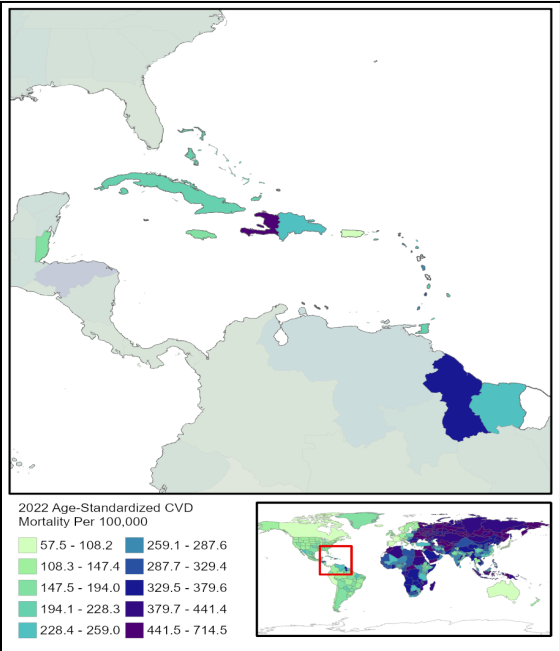 2022 Age-Standardized CVD
Mortality Per 100,000
57.5 - 108.2
108.3 - 147.4
147.5 - 194.0
194.1 - 228.3
228.4 - 259.0
259.1 - 287.6
287.7 - 329.4
329.5 - 379.6
379.7 - 441.4
441.5 - 714.5